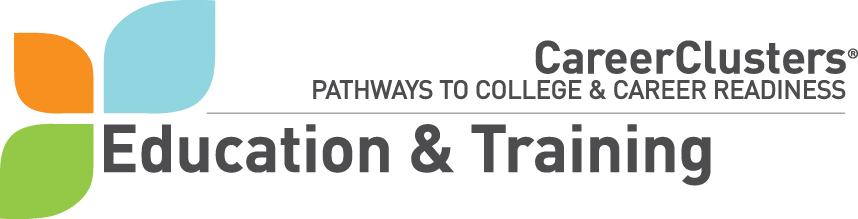 CareerClusters®
PATHWAYS TO COLLEGE & CAREER READINESS
Education & Training